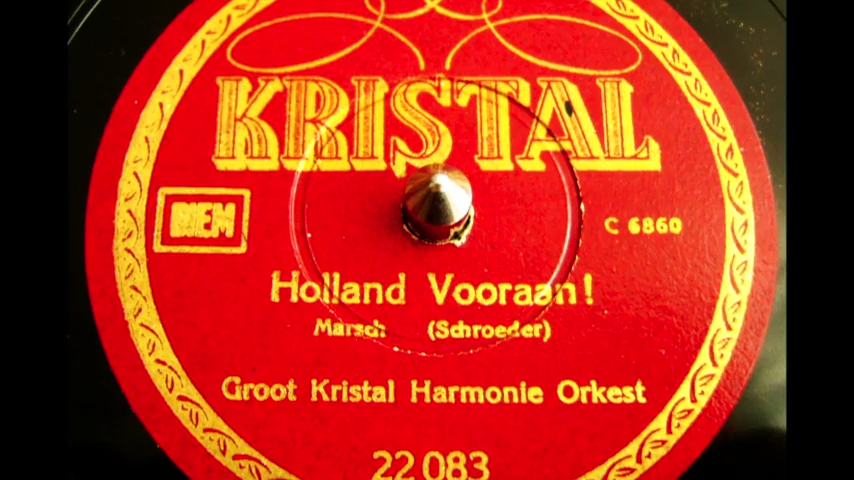 KRISTAL
BIEM
C 6860
Holland Vooraan!
Marsch (Schroeder)
Groot Kristal Harmonie Orkest
22083